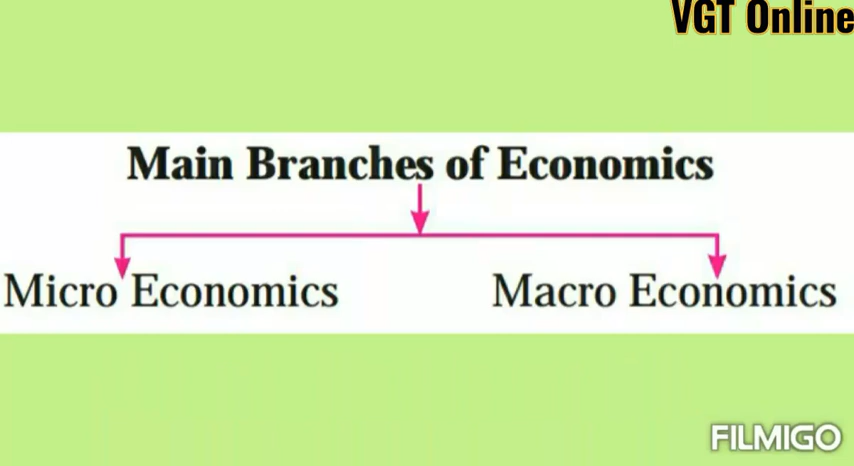 VGT Online
Main Branches of Economics
Micro Economics Macro Economics
FILMIGO